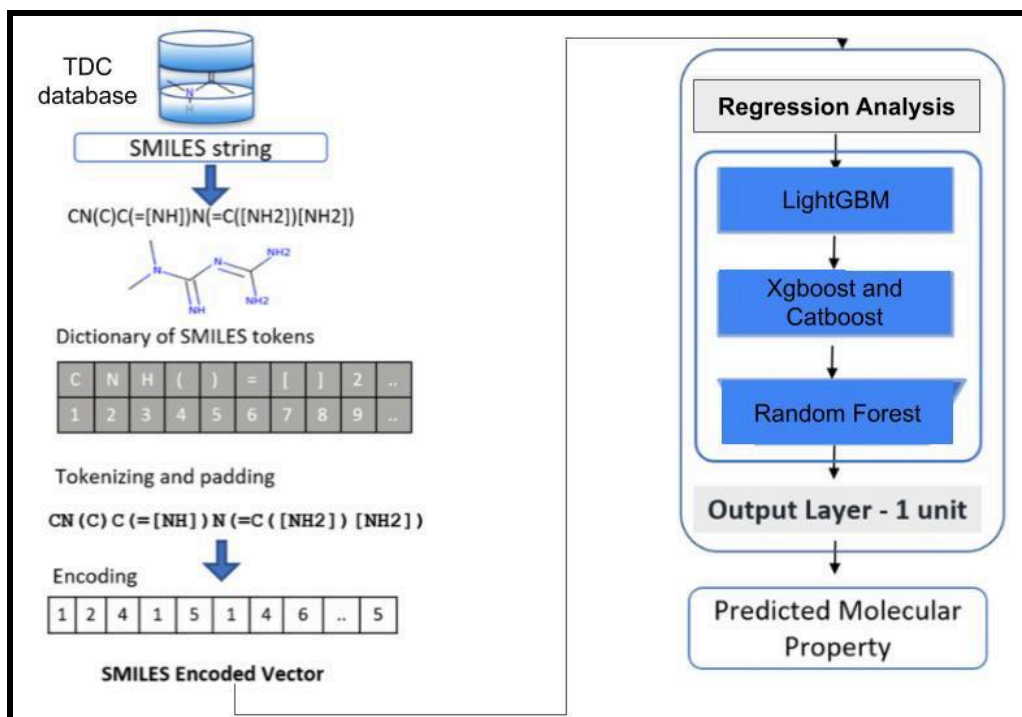 TDC
database
N
H
SMILES string
CN(C)C(=[NH])N(=C([NH2])[NH2])
NH2
N
N
NH
NH2
Dictionary of SMILES tokens
C N H ( ) = [ ] 2 ..
1 2 3 4 5 6 7 8 9 ..
Tokenizing and padding
CN(C)C(=[NH])N(=C([NH2])[NH2])
Encoding
1 2 4 1 5 1 4 6 .. 5
SMILES Encoded Vector
Regression Analysis
LightGBM
Xgboost and
Catboost
Random Forest
Output Layer - 1 unit
Predicted Molecular
Property